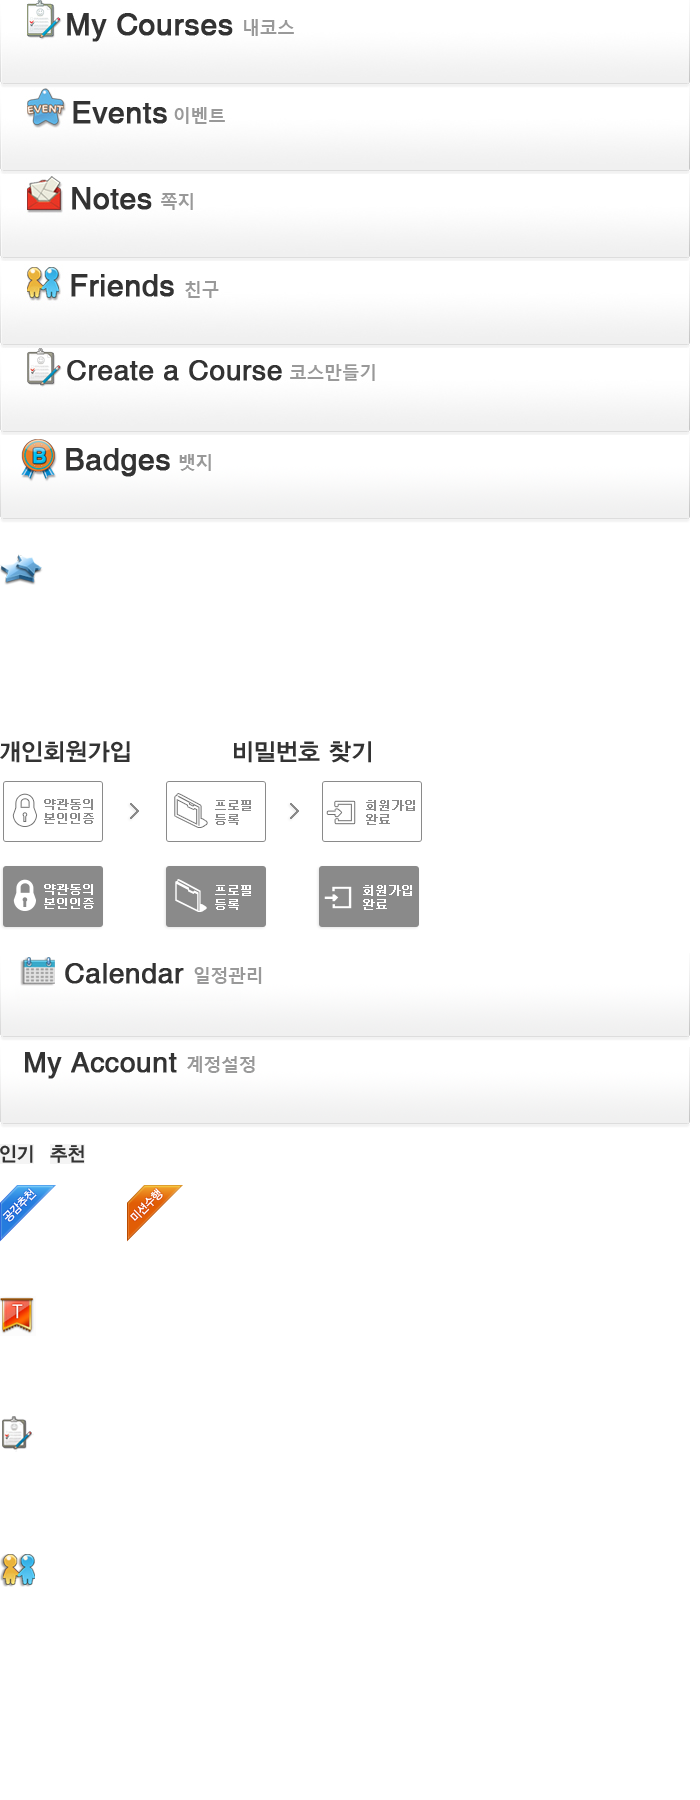 My Courses 내코스
EVENT
Events 이벤트
Notes 쪽지
Friends 친구
Create a Course 코스만들기
B
Badges 뱃지
개인회원가입
비밀번호 찾기
약관동의
본인인증
프로필
등록
회원가입
완료
약관동의
본인인증
프로필
등록
회원가입
완료
Calendar 일정관리
My Account 계정설정
인기
추천
공감추천
미션수행
T